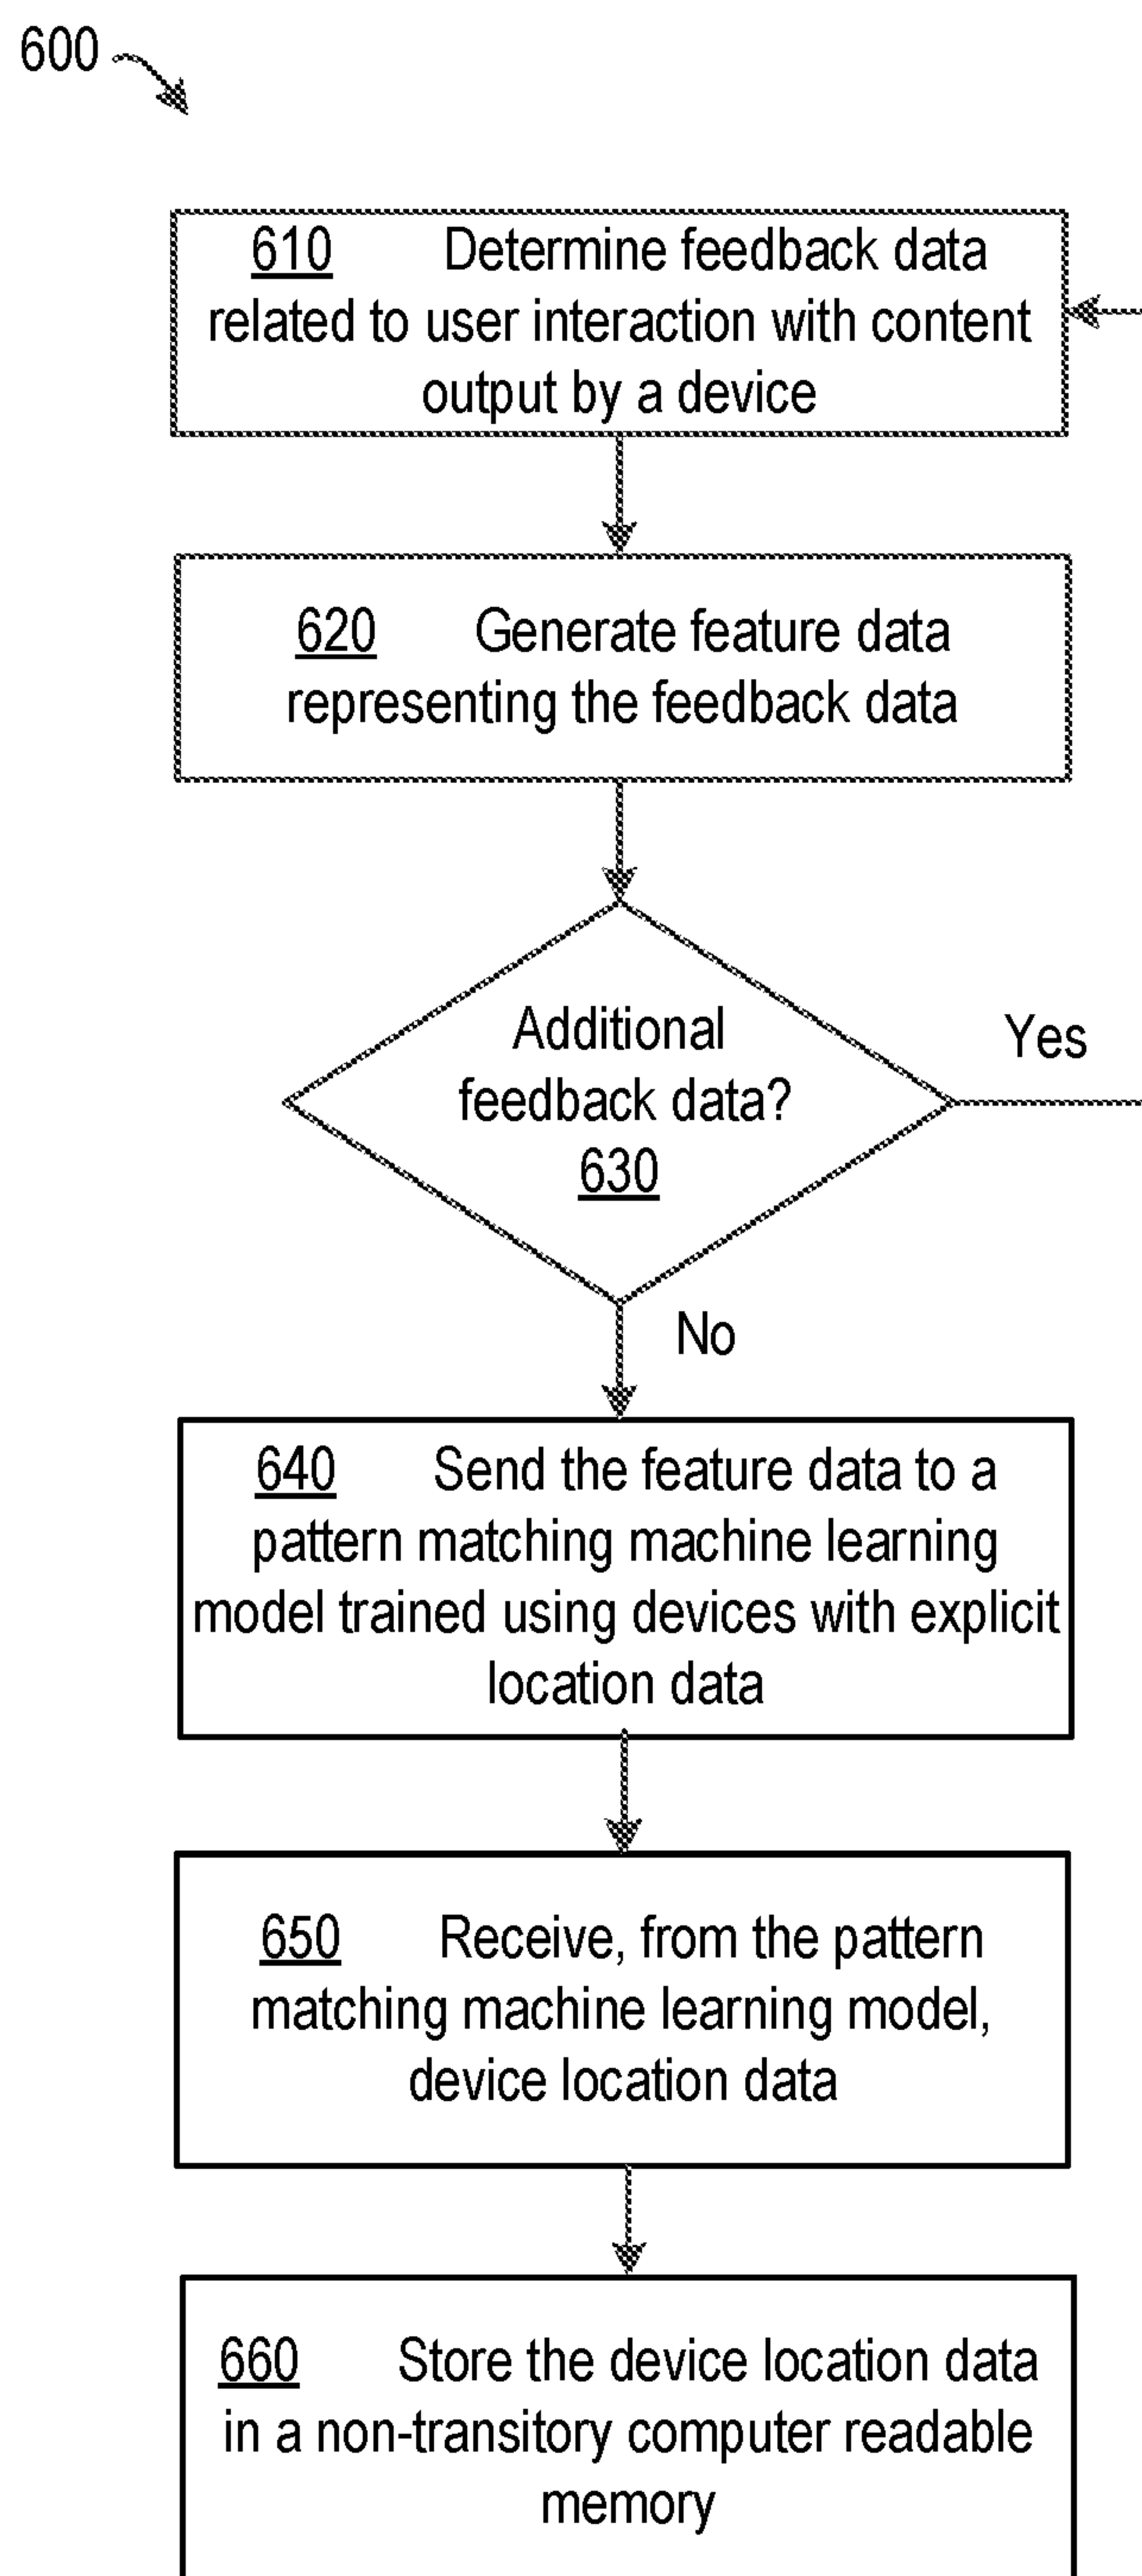 600
610 Determine feedback data
related to user interaction with content
output by a device
620 Generate feature data
representing the feedback data
Additional
feedback data?
630
Yes
No
640 Send the feature data to a
pattern matching machine learning
model trained using devices with explicit
location data
650 Receive, from the pattern
matching machine learning model,
device location data
660 Store the device location data
in a non-transitory computer readable
memory